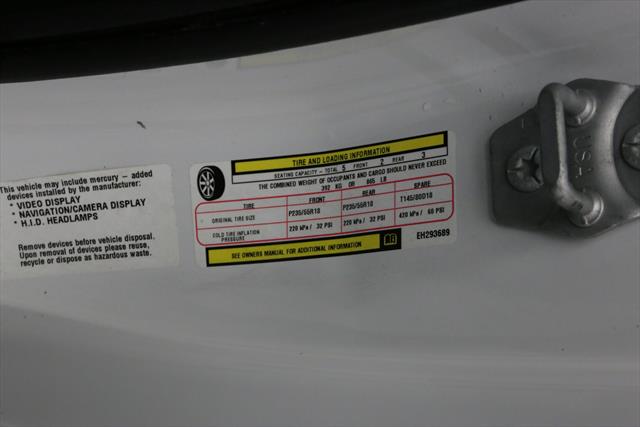 This vehicle may include mercury - added
devices installed by the manufacturer:
* VIDEO DISPLAY
* NAVIGATION/CAMERA DISPLAY
* H.I.D. HEADLAMPS
Remove devices before vehicle disposal.
Upon removal of devices please reuse,
recycle or dispose as hazardous waste.
TIRE AND LOADING INFORMATION
SEATING CAPACITY - TOTAL 5 FRONT 2 REAR 3
THE COMBINED WEIGHT OF OCCUPANTS AND CARGO SHOULD NEVER EXCEED
392 KG OR 865 LB
TIRE FRONT REAR SPARE
ORIGINAL TIRE SIZE P235/55R18 P235/55R18 T145/80D18
COLD TIRE INFLATION PRESSURE 220 kPa / 32 PSI 220 kPa / 32 PSI 420 kPa / 60 PSI
SEE OWNERS MANUAL FOR ADDITIONAL INFORMATION
EH293689
USA